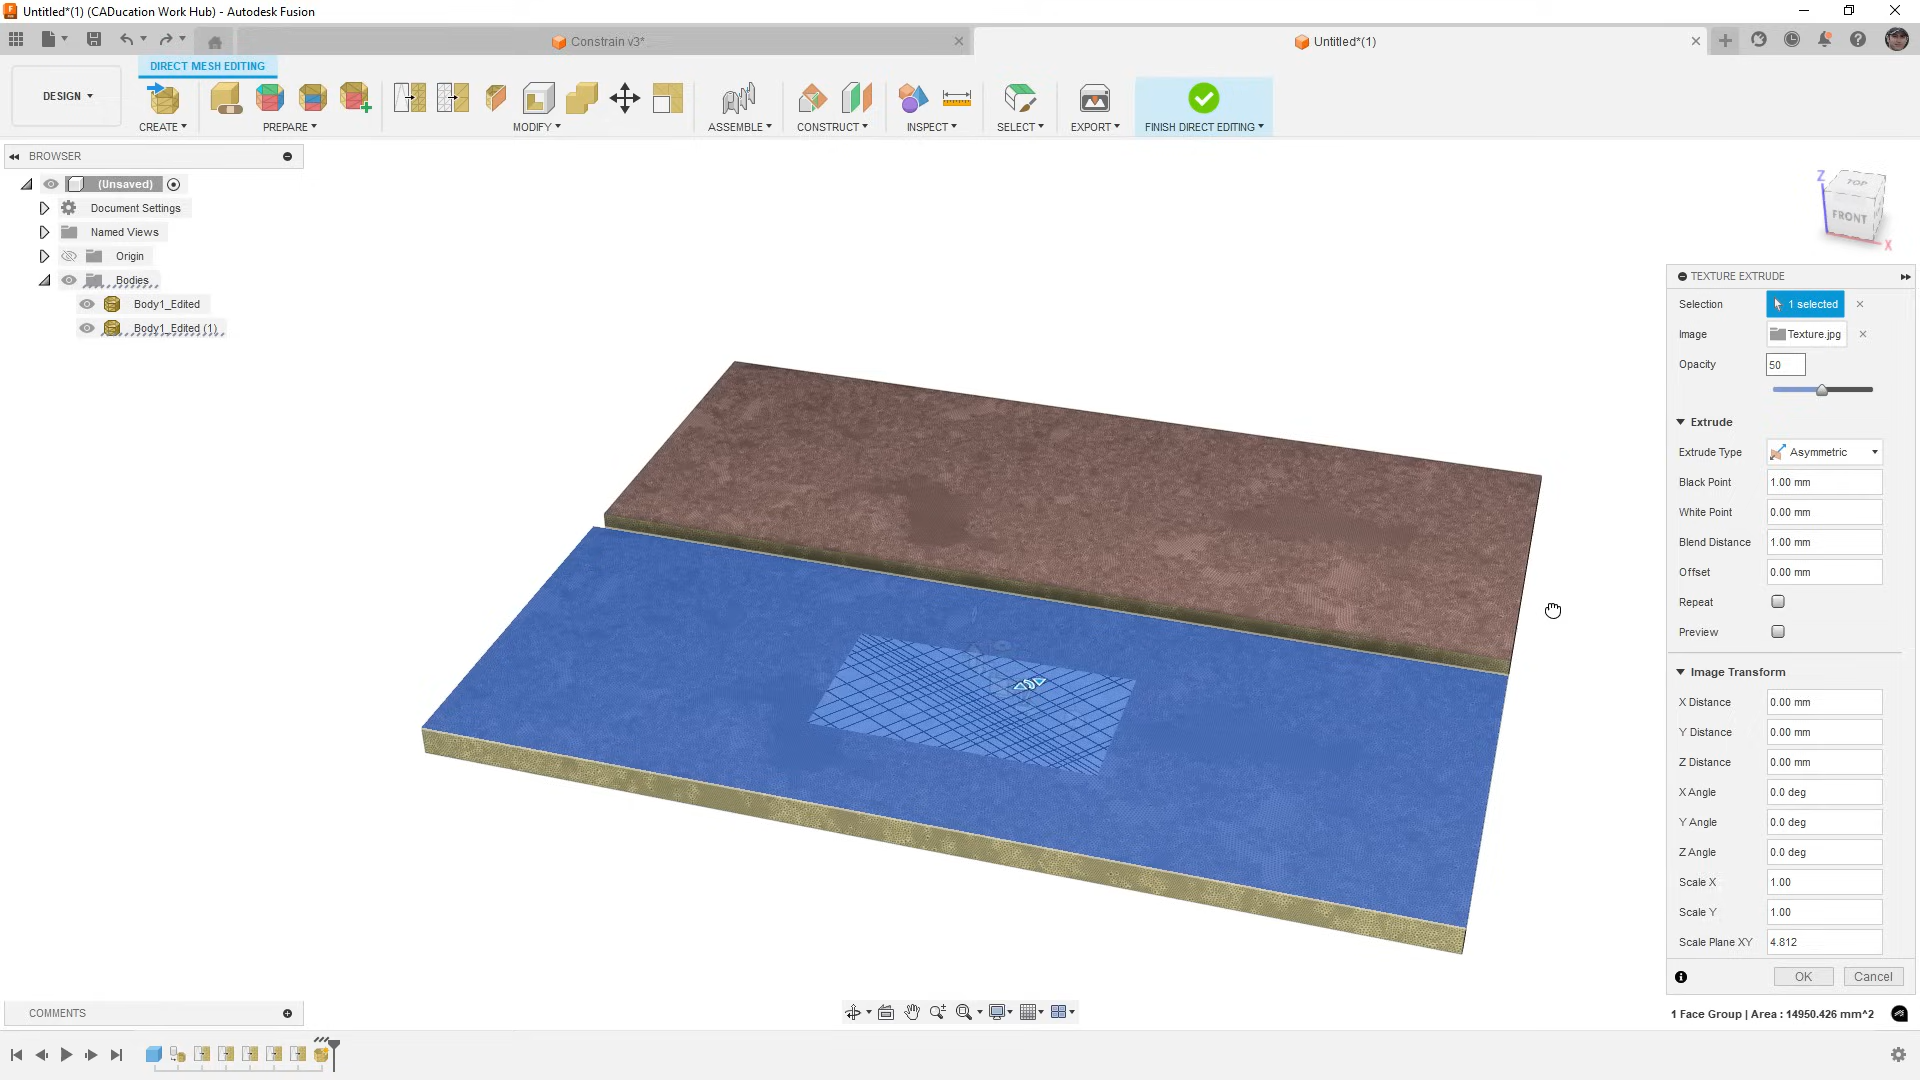 Untitled*(1) (CADucation Work Hub) - Autodesk Fusion
Constrain v3*
Untitled*(1)
DESIGN
DIRECT MESH EDITING
CREATE
PREPARE
MODIFY
ASSEMBLE
CONSTRUCT
INSPECT
SELECT
EXPORT
FINISH DIRECT EDITING
BROWSER
(Unsaved)
Document Settings
Named Views
Origin
Bodies
Body1_Edited
Body1_Edited (1)
Z
TOP
FRONT
X
TEXTURE EXTRUDE
Selection 1 selected
Image Texture.jpg
Opacity 50
Extrude
Extrude Type Asymmetric
Black Point 1.00 mm
White Point 0.00 mm
Blend Distance 1.00 mm
Offset 0.00 mm
Repeat
Preview
Image Transform
X Distance 0.00 mm
Y Distance 0.00 mm
Z Distance 0.00 mm
X Angle 0.0 deg
Y Angle 0.0 deg
Z Angle 0.0 deg
Scale X 1.00
Scale Y 1.00
Scale Plane XY 4.812
OK Cancel
COMMENTS
1 Face Group | Area : 14950.426 mm^2